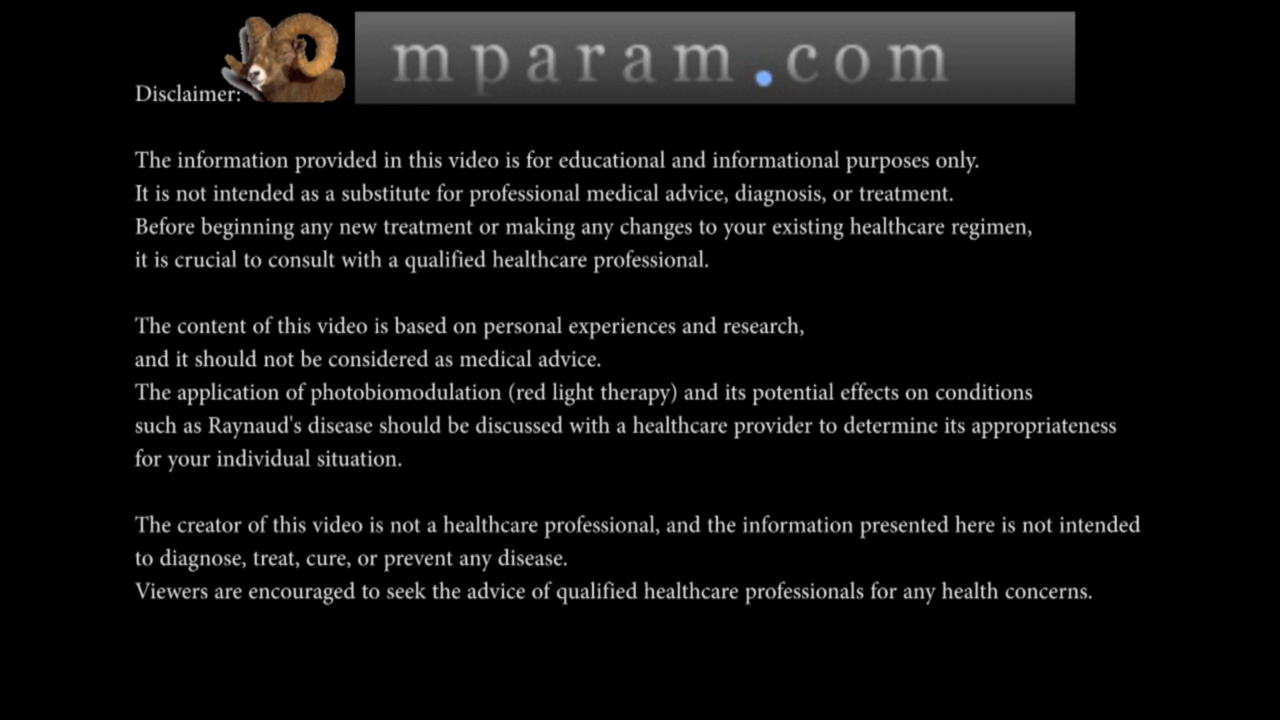 mparam.com
Disclaimer:
The information provided in this video is for educational and informational purposes only.
It is not intended as a substitute for professional medical advice, diagnosis, or treatment.
Before beginning any new treatment or making any changes to your existing healthcare regimen,
it is crucial to consult with a qualified healthcare professional.
The content of this video is based on personal experiences and research,
and it should not be considered as medical advice.
The application of photobiomodulation (red light therapy) and its potential effects on conditions
such as Raynaud's disease should be discussed with a healthcare provider to determine its appropriateness
for your individual situation.
The creator of this video is not a healthcare professional, and the information presented here is not intended
to diagnose, treat, cure, or prevent any disease.
Viewers are encouraged to seek the advice of qualified healthcare professionals for any health concerns.